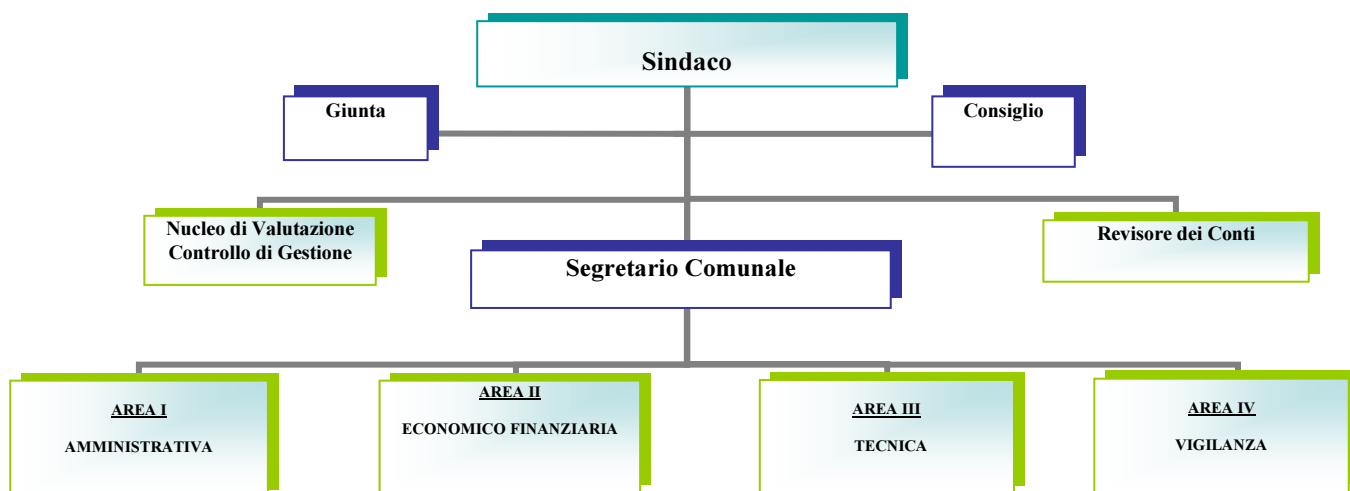 Sindaco
Giunta
Consiglio
Nucleo di Valutazione
Controllo di Gestione
Revisore dei Conti
Segretario Comunale
AREA I
AMMINISTRATIVA
AREA II
ECONOMICO FINANZIARIA
AREA III
TECNICA
AREA IV
VIGILANZA